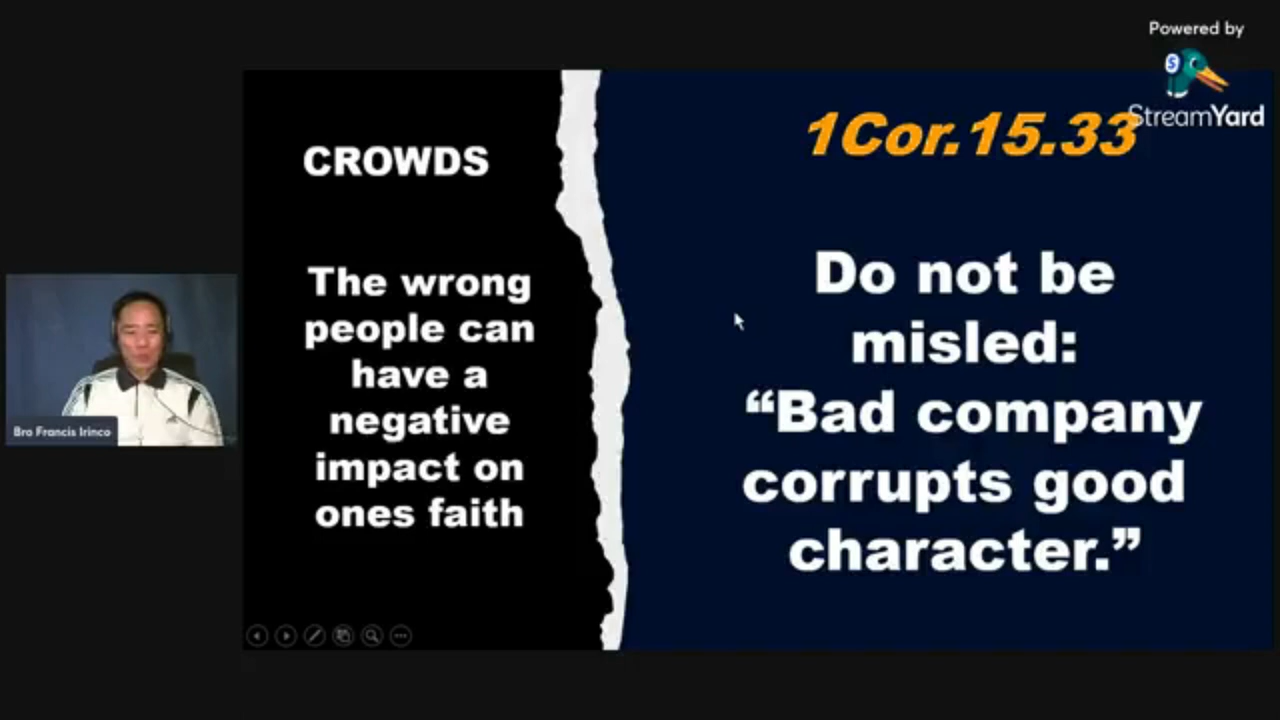 Powered by
StreamYard
CROWDS
The wrong
people can
have a
negative
impact on
ones faith
1Cor.15.33
Do not be
misled:
“Bad company
corrupts good
character.”
Bro Francis Irinco